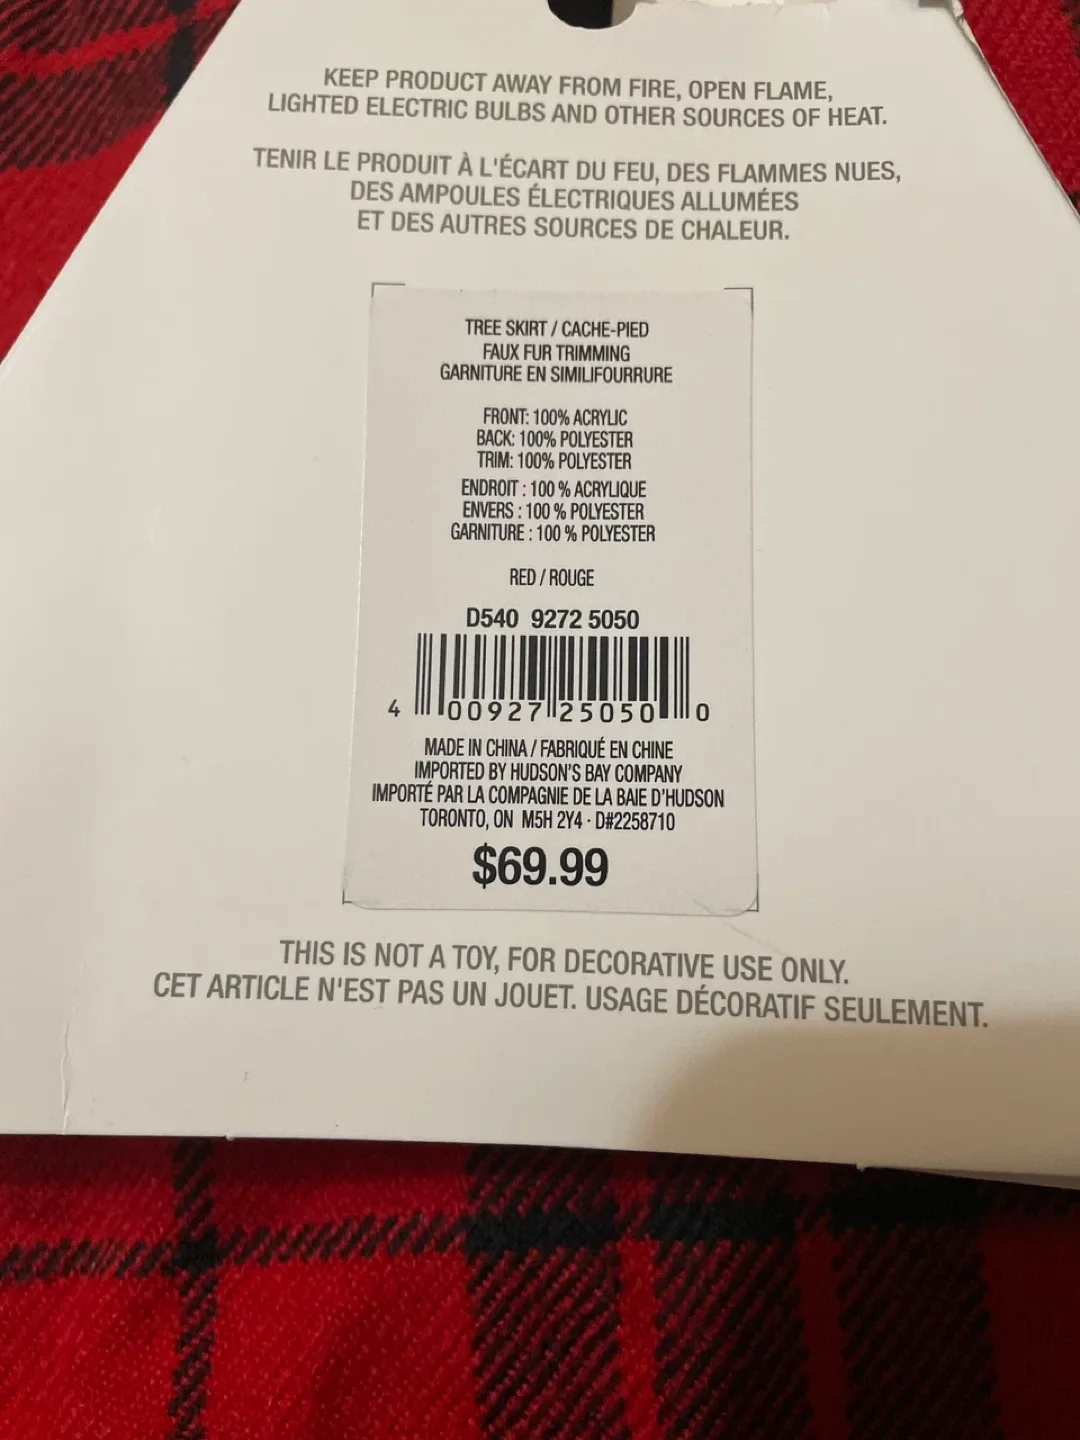 KEEP PRODUCT AWAY FROM FIRE, OPEN FLAME,
LIGHTED ELECTRIC BULBS AND OTHER SOURCES OF HEAT.
TENIR LE PRODUIT À L'ÉCART DU FEU, DES FLAMMES NUES,
DES AMPOULES ÉLECTRIQUES ALLUMÉES
ET DES AUTRES SOURCES DE CHALEUR.
TREE SKIRT / CACHE-PIED
FAUX FUR TRIMMING
GARNITURE EN SIMILIFOURRURE
FRONT: 100% ACRYLIC
BACK: 100% POLYESTER
TRIM: 100% POLYESTER
ENDROIT : 100 % ACRYLIQUE
ENVERS : 100 % POLYESTER
GARNITURE : 100 % POLYESTER
RED / ROUGE
D540 9272 5050
4 00927 25050 0
MADE IN CHINA / FABRIQUÉ EN CHINE
IMPORTED BY HUDSON'S BAY COMPANY
IMPORTÉ PAR LA COMPAGNIE DE LA BAIE D'HUDSON
TORONTO, ON M5H 2Y4 · D#2258710
$69.99
THIS IS NOT A TOY, FOR DECORATIVE USE ONLY.
CET ARTICLE N'EST PAS UN JOUET. USAGE DÉCORATIF SEULEMENT.